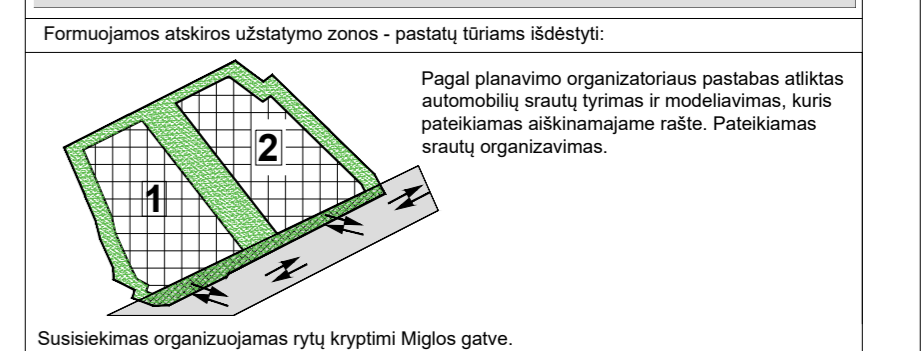 Formuojamos atskiros užstatymo zonos - pastatų tūriams išdėstyti:
Pagal planavimo organizatoriaus pastabas atliktas
automobilių srautų tyrimas ir modeliavimas, kuris
pateikiamas aiškinamajame rašte. Pateikiamas
srautų organizavimas.
2
1
Susisiekimas organizuojamas rytų kryptimi Miglos gatve.